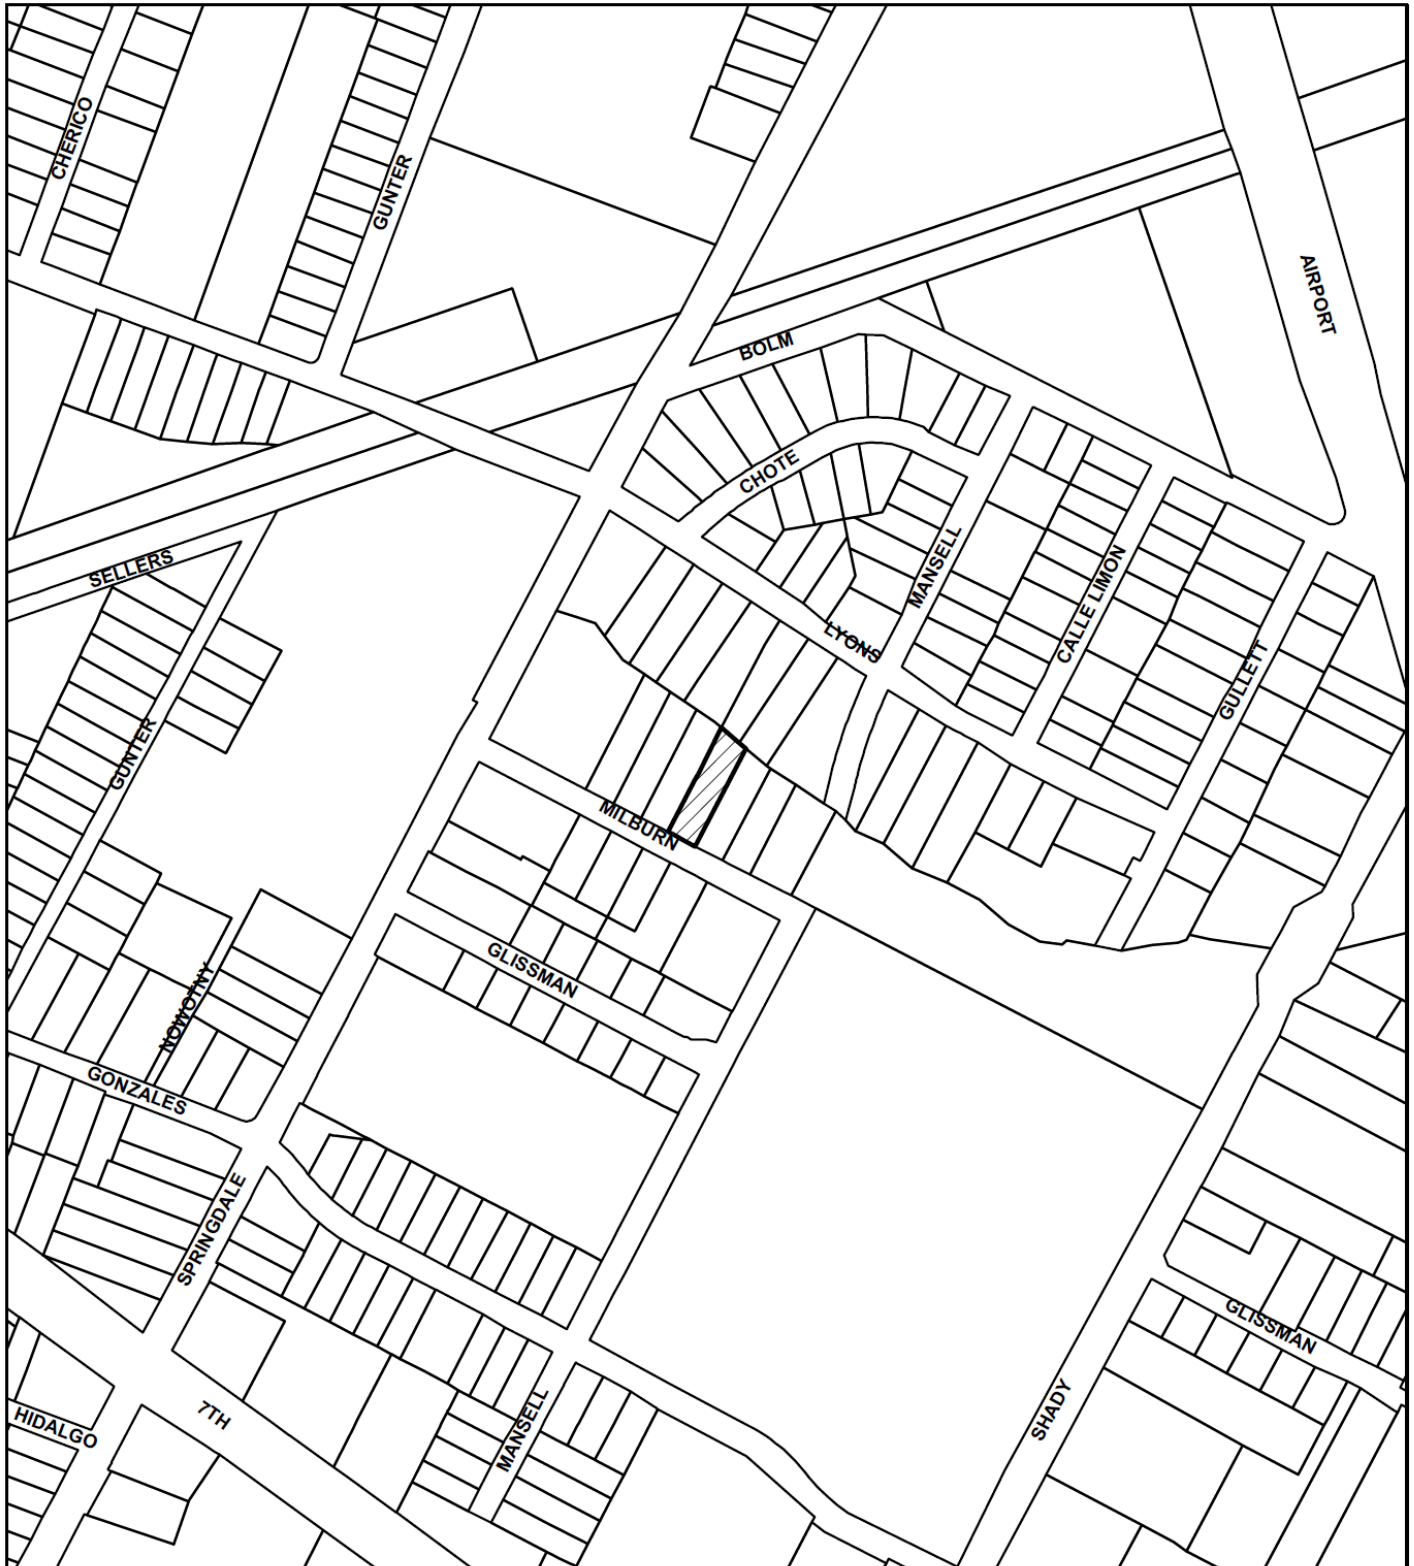 CHERICO
GUNTER
AIRPORT
BOLM
CHOTE
SELLERS
MANSELL
CALLE LIMON
LYONS
GULLETT
GUNTER
MILBURN
GLISSMAN
NOWOTNY
GONZALES
SPRINGDALE
GLISSMAN
SHADY
7TH
MANSELL
HIDALGO